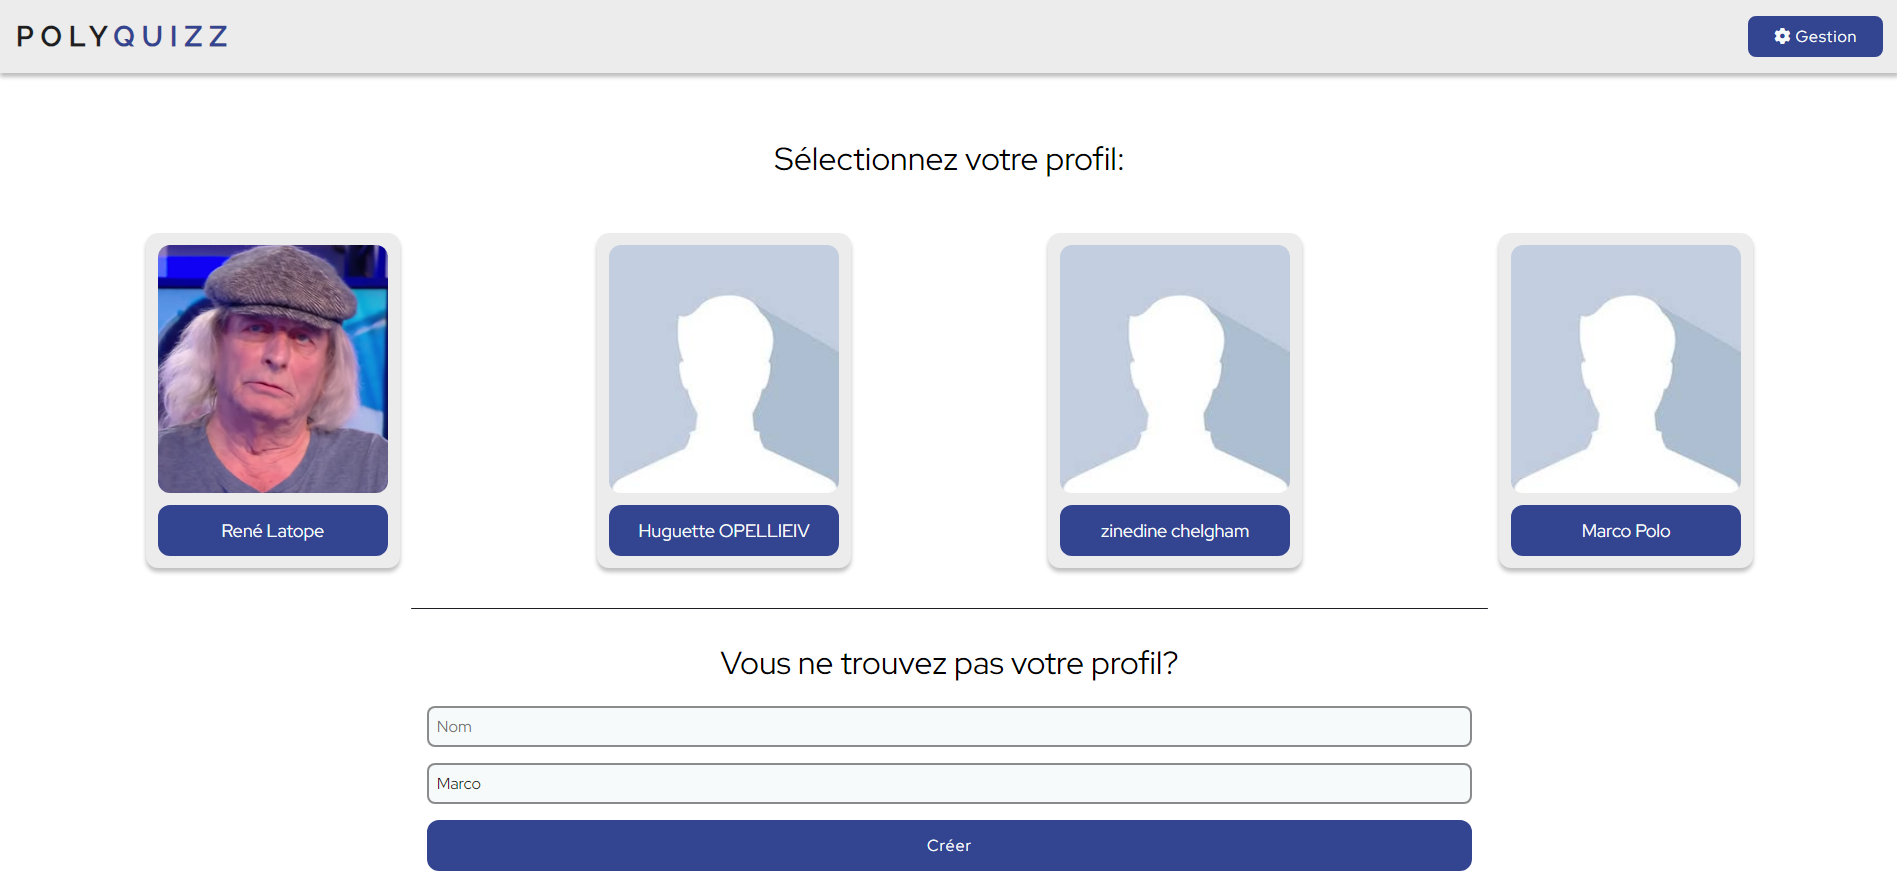 POLYQUIZZ
Gestion
Sélectionnez votre profil:
René Latope
Huguette OPELLIEIV
zinedine chelgham
Marco Polo
Vous ne trouvez pas votre profil?
Nom
Marco
Créer